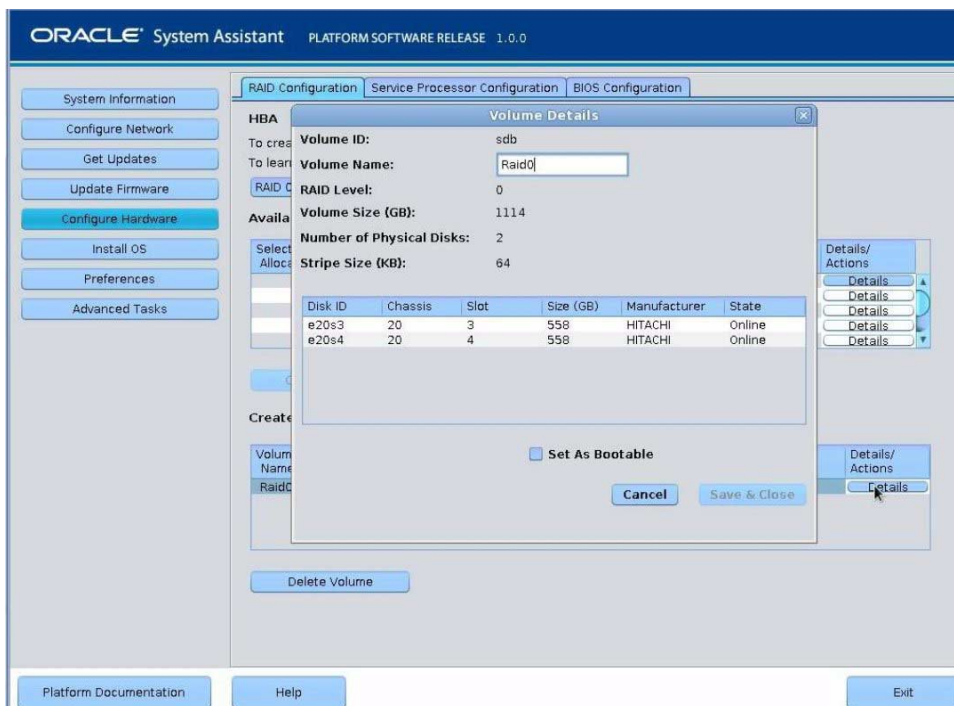 ORACLE System Assistant PLATFORM SOFTWARE RELEASE 1.0.0
System Information
Configure Network
Get Updates
Update Firmware
Configure Hardware
Install OS
Preferences
Advanced Tasks
RAID Configuration Service Processor Configuration BIOS Configuration
HBA
To crea
To lear
RAID C
Availa
Select
Alloca
Details/
Actions
Details
Details
Details
Details
Details
Volume Details
Volume ID: sdb
Volume Name: Raid0
RAID Level: 0
Volume Size (GB): 1114
Number of Physical Disks: 2
Stripe Size (KB): 64
Disk ID Chassis Slot Size (GB) Manufacturer State
e20s3 20 3 558 HITACHI Online
e20s4 20 4 558 HITACHI Online
Set As Bootable
Cancel Save & Close
C
Create
Volum
Name
Details/
Actions
Raid0 Details
Delete Volume
Platform Documentation Help Exit